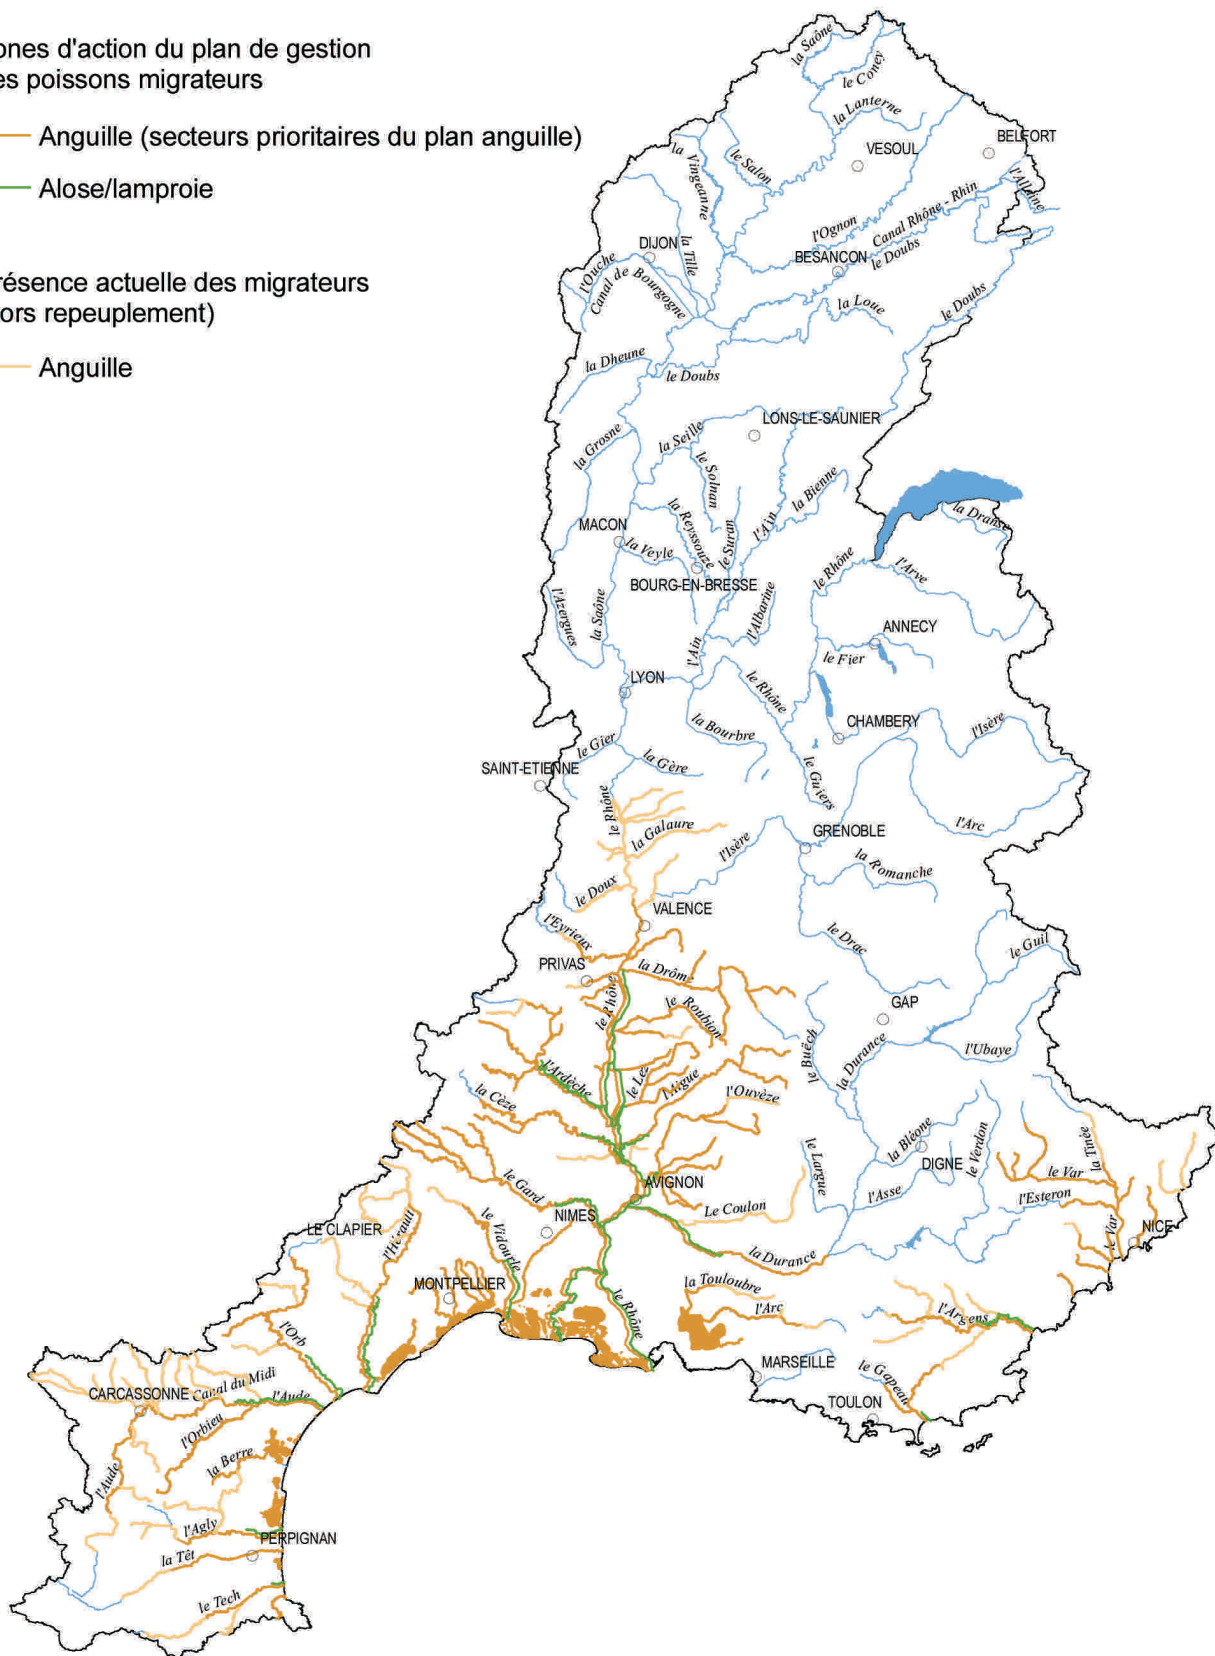 ones d'action du plan de gestion
es poissons migrateurs
Anguille (secteurs prioritaires du plan anguille)
Alose/lamproie
résence actuelle des migrateurs
ors repeuplement)
Anguille
la Saône
le Coney
la Lanterne
VESOUL
BELFORT
le Salon
la Vingeanne
l'Allaine
l'Ognon
Canal Rhône - Rhin
le Doubs
BESANCON
DIJON
la Tille
l'Ouche
Canal de Bourgogne
la Loue
le Doubs
la Dheune
le Doubs
LONS-LE-SAUNIER
la Grosne
la Seille
le Solnan
la Bienne
la Reyssouze
le Suran
l'Ain
la Dranse
MACON
la Veyle
BOURG-EN-BRESSE
le Rhône
l'Arve
l'Azergues
la Saône
l'Albarine
ANNECY
l'Ain
le Fier
LYON
le Rhône
CHAMBERY
la Bourbre
l'Isère
le Gier
la Gère
le Guiers
SAINT-ETIENNE
le Rhône
la Galaure
l'Isère
GRENOBLE
l'Arc
la Romanche
le Doux
VALENCE
l'Eyrieux
le Drac
le Guil
PRIVAS
la Drôme
le Rhône
le Roubion
GAP
le Buëch
la Durance
l'Ubaye
l'Ardèche
le Lez
l'Aigue
l'Ouvèze
la Cèze
la Bléone
DIGNE
le Verdon
la Tinée
le Largue
le Var
le Gard
AVIGNON
Le Coulon
l'Asse
l'Esteron
NIMES
le Vidourle
LE CLAPIER
l'Hérault
la Durance
le Var
NICE
MONTPELLIER
la Touloubre
l'Arc
le Rhône
l'Argens
l'Orb
MARSEILLE
le Gapeau
TOULON
CARCASSONNE
Canal du Midi
l'Aude
l'Orbieu
la Berre
l'Aude
l'Agly
PERPIGNAN
la Têt
le Tech